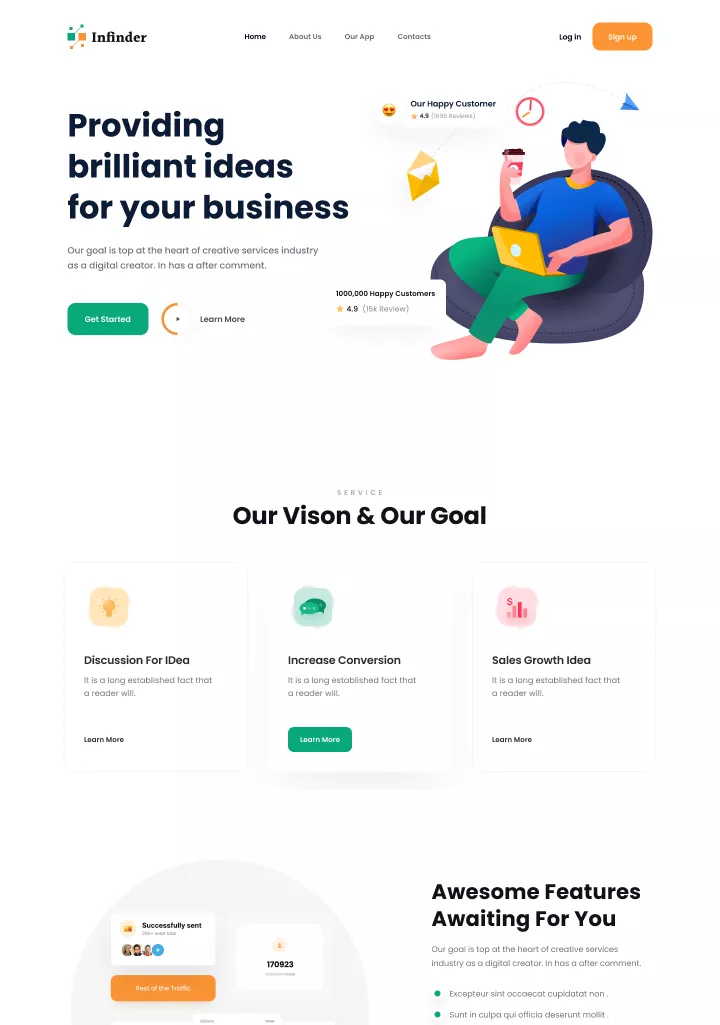 Infinder
Home
About Us
Our App
Contacts
Log in
Sign up
Providing
brilliant ideas
for your business
Our goal is top at the heart of creative services industry
as a digital creator. In has a after comment.
Get Started
Learn More
Our Happy Customer
4.9 (1695 Reviews)
1000,000 Happy Customers
4.9 (15k Review)
SERVICE
Our Vison & Our Goal
Discussion For IDea
It is a long established fact that
a reader will.
Learn More
Increase Conversion
It is a long established fact that
a reader will.
Learn More
$
Sales Growth Idea
It is a long established fact that
a reader will.
Learn More
Successfully sent
+
Rest of the Traffic
170923
Awesome Features
Awaiting For You
Our goal is top at the heart of creative services
industry as a digital creator. In has a after comment.
Excepteur sint occaecat cupidatat non .
Sunt in culpa qui officia deserunt mollit .